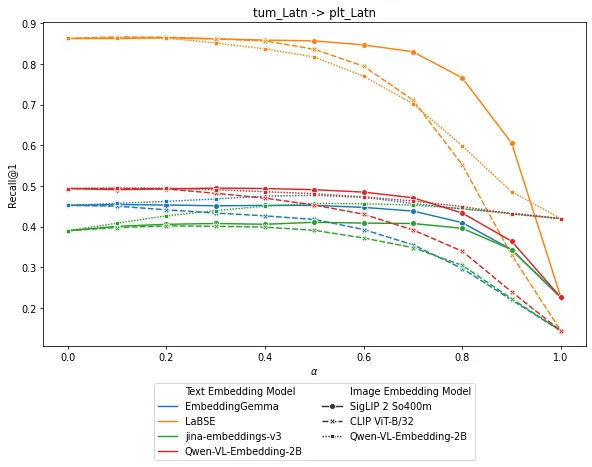 tum_Latn -> plt_Latn
0.9
0.8
0.7
0.6
0.5
0.4
0.3
0.2
Recall@1
0.0 0.2 0.4 0.6 0.8 1.0
α
Text Embedding Model Image Embedding Model
EmbeddingGemma SigLIP 2 So400m
LaBSE CLIP ViT-B/32
jina-embeddings-v3 Qwen-VL-Embedding-2B
Qwen-VL-Embedding-2B